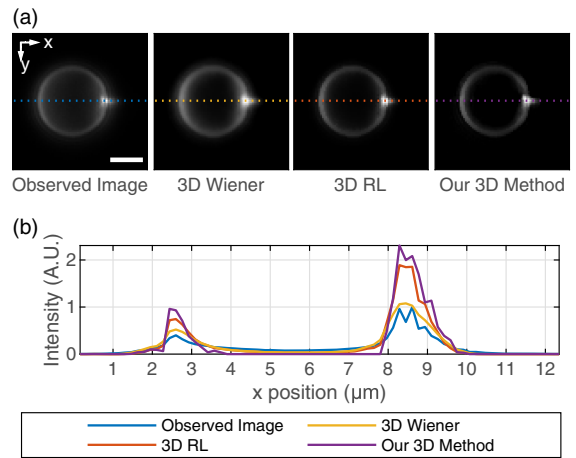 (a)
x
y
Observed Image 3D Wiener 3D RL Our 3D Method
(b)
Intensity (A.U.)
2
1
0
1 2 3 4 5 6 7 8 9 10 11 12
x position (μm)
Observed Image 3D Wiener
3D RL Our 3D Method